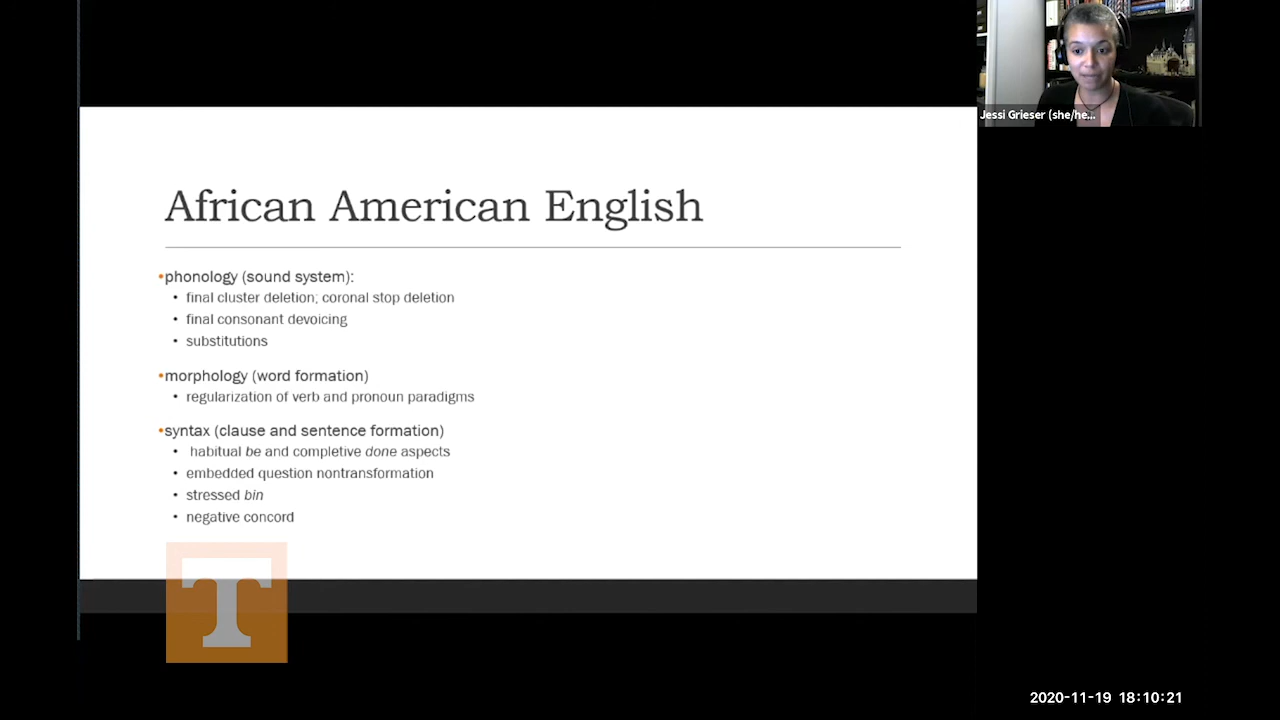 Jessi Grieser (she/he...
African American English
•phonology (sound system):
• final cluster deletion; coronal stop deletion
• final consonant devoicing
• substitutions
•morphology (word formation)
• regularization of verb and pronoun paradigms
•syntax (clause and sentence formation)
• habitual be and completive done aspects
• embedded question nontransformation
• stressed bin
• negative concord
T
2020-11-19 18:10:21